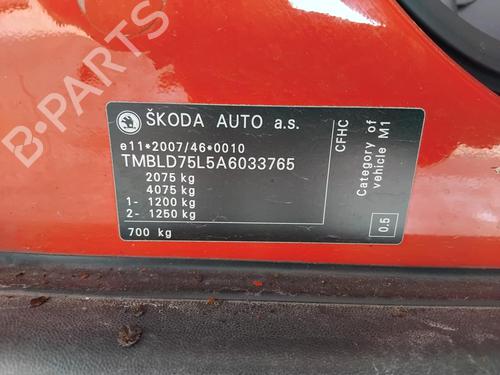 B-PARTS
ŠKODA AUTO a.s.
e11*2007/46*0010
TMBLD75L5A6033765
2075 kg
4075 kg
1- 1200 kg
2- 1250 kg
700 kg
CFHC
Category of
vehicle M1
0.5